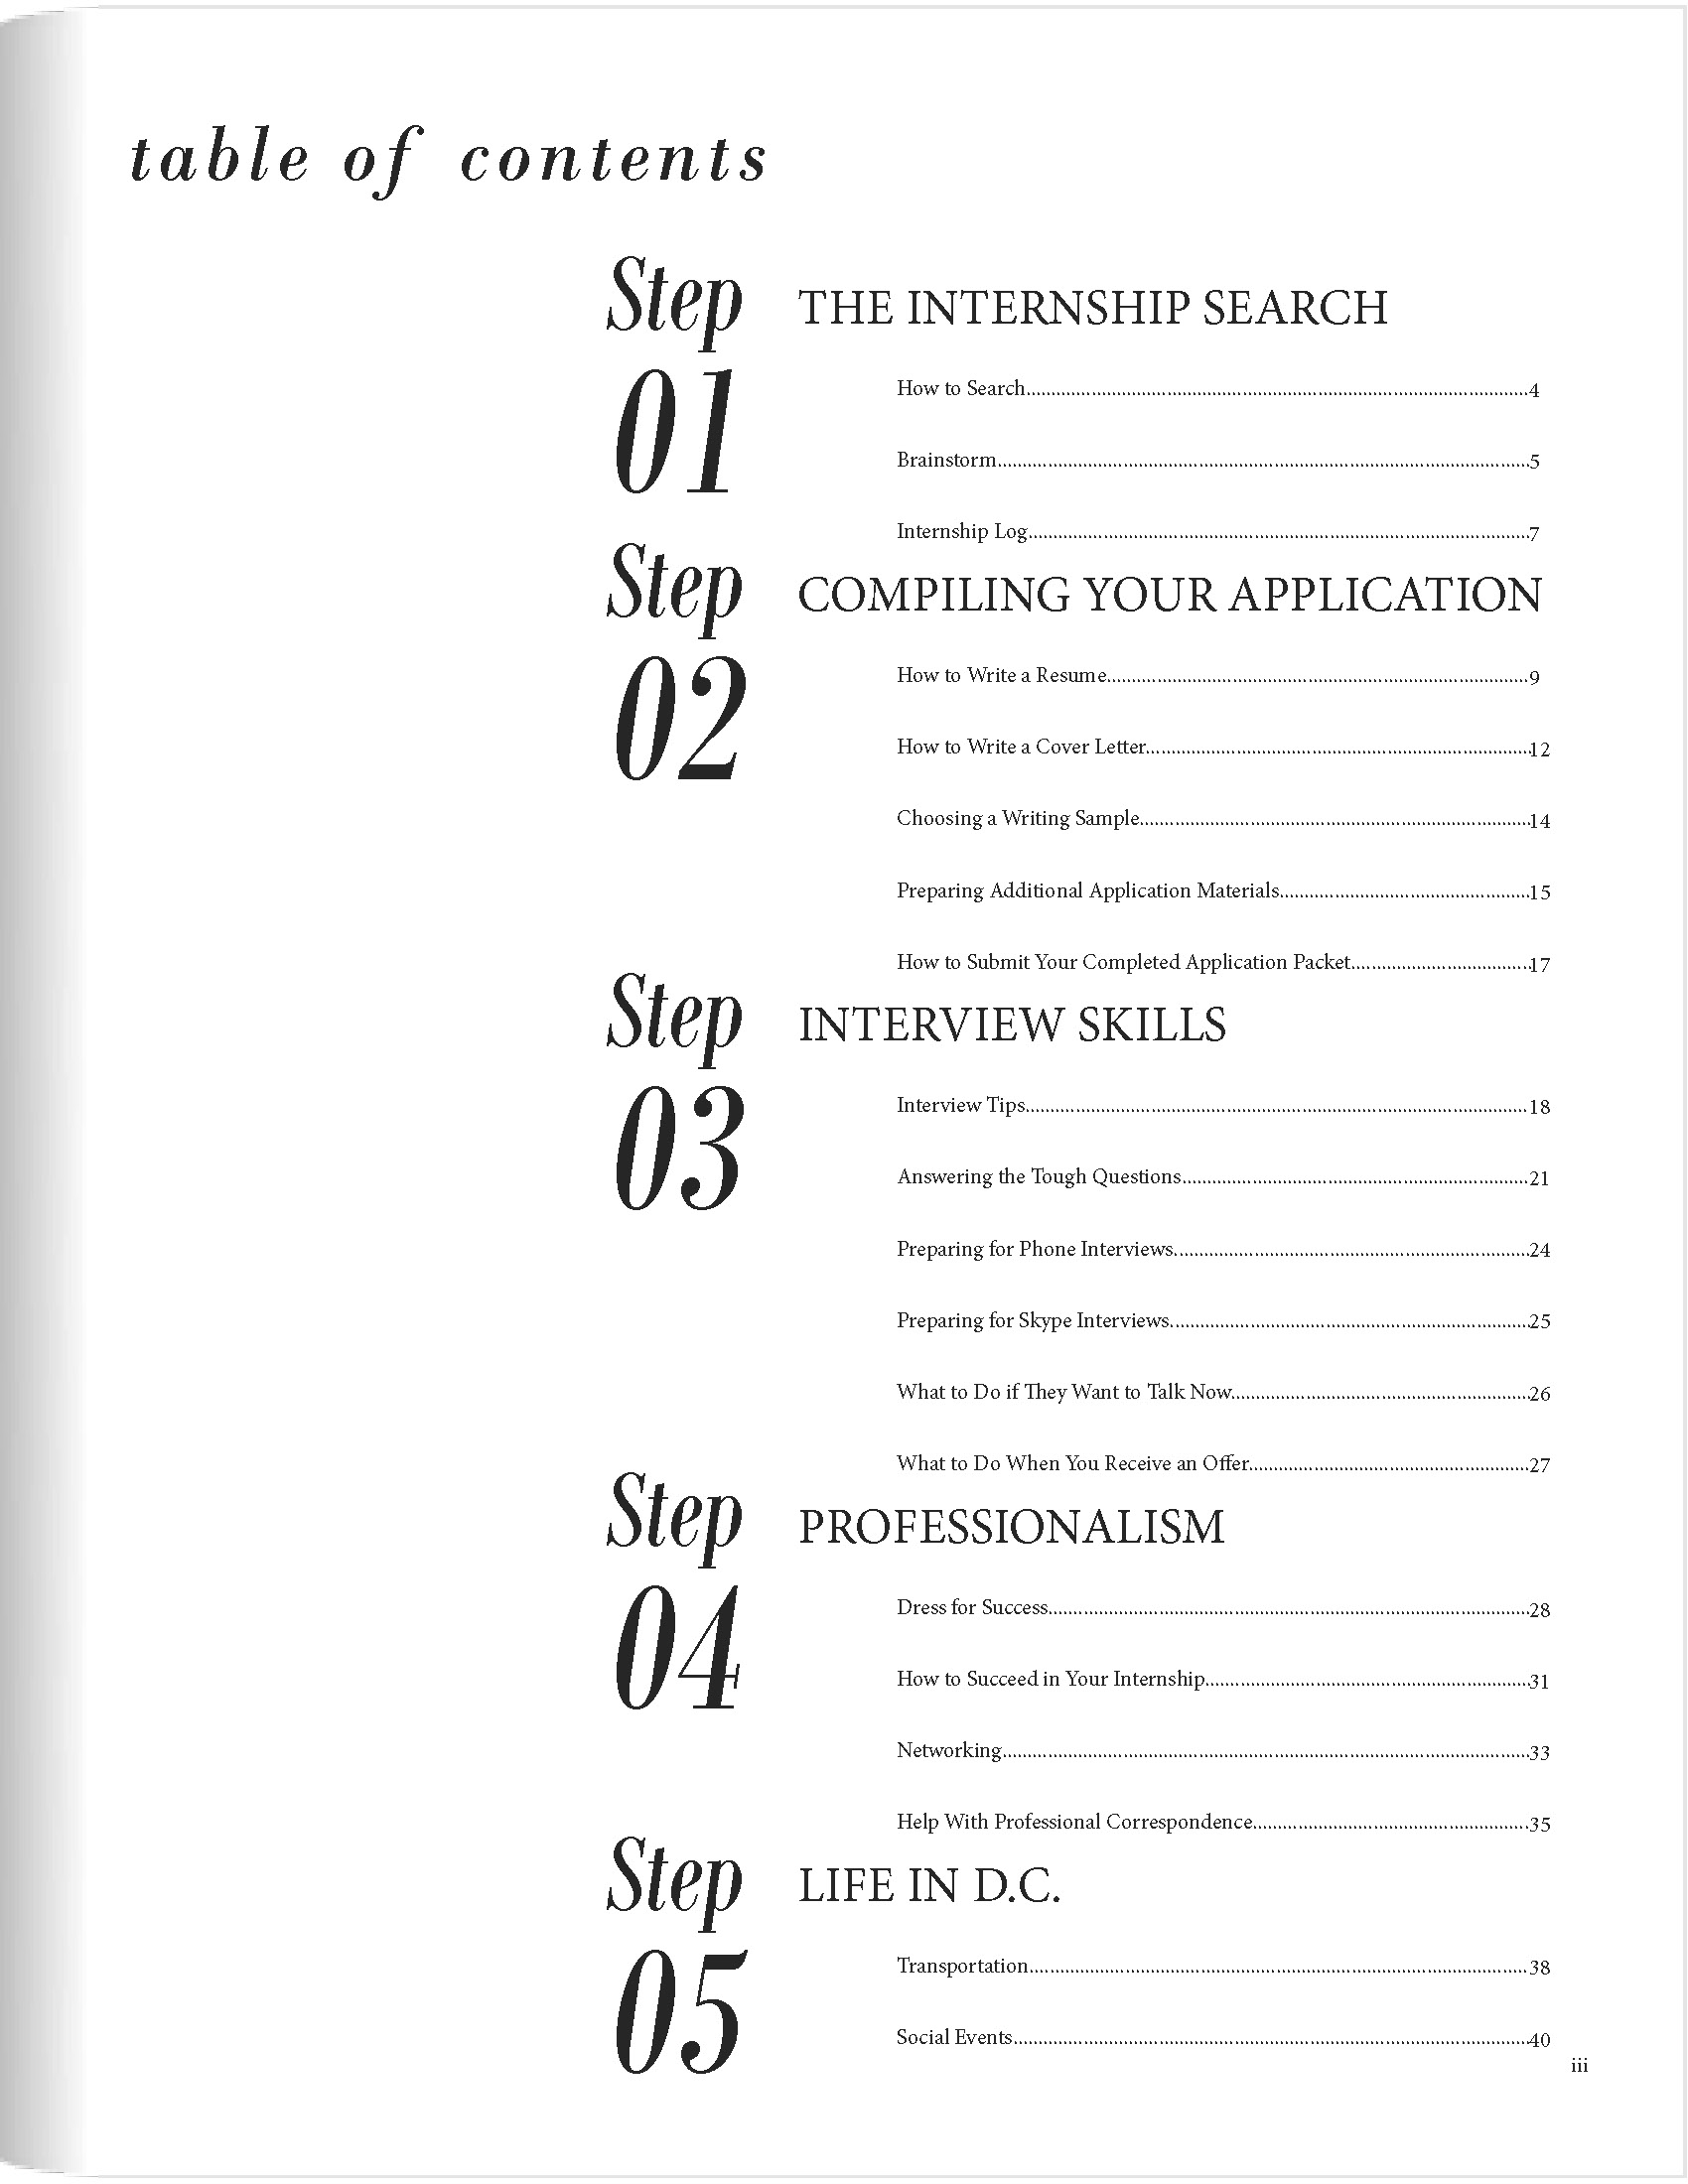 table of contents
Step
01
THE INTERNSHIP SEARCH
How to Search....................................................................................................4
Brainstorm..........................................................................................................5
Internship Log....................................................................................................7
Step
02
COMPILING YOUR APPLICATION
How to Write a Resume....................................................................................9
How to Write a Cover Letter.............................................................................12
Choosing a Writing Sample..............................................................................14
Preparing Additional Application Materials..................................................15
How to Submit Your Completed Application Packet....................................17
Step
03
INTERVIEW SKILLS
Interview Tips....................................................................................................18
Answering the Tough Questions.....................................................................21
Preparing for Phone Interviews.......................................................................24
Preparing for Skype Interviews........................................................................25
What to Do if They Want to Talk Now............................................................26
What to Do When You Receive an Offer........................................................27
Step
04
PROFESSIONALISM
Dress for Success................................................................................................28
How to Succeed in Your Internship.................................................................31
Networking.........................................................................................................33
Help With Professional Correspondence.......................................................35
Step
05
LIFE IN D.C.
Transportation...................................................................................................38
Social Events.......................................................................................................40
iii